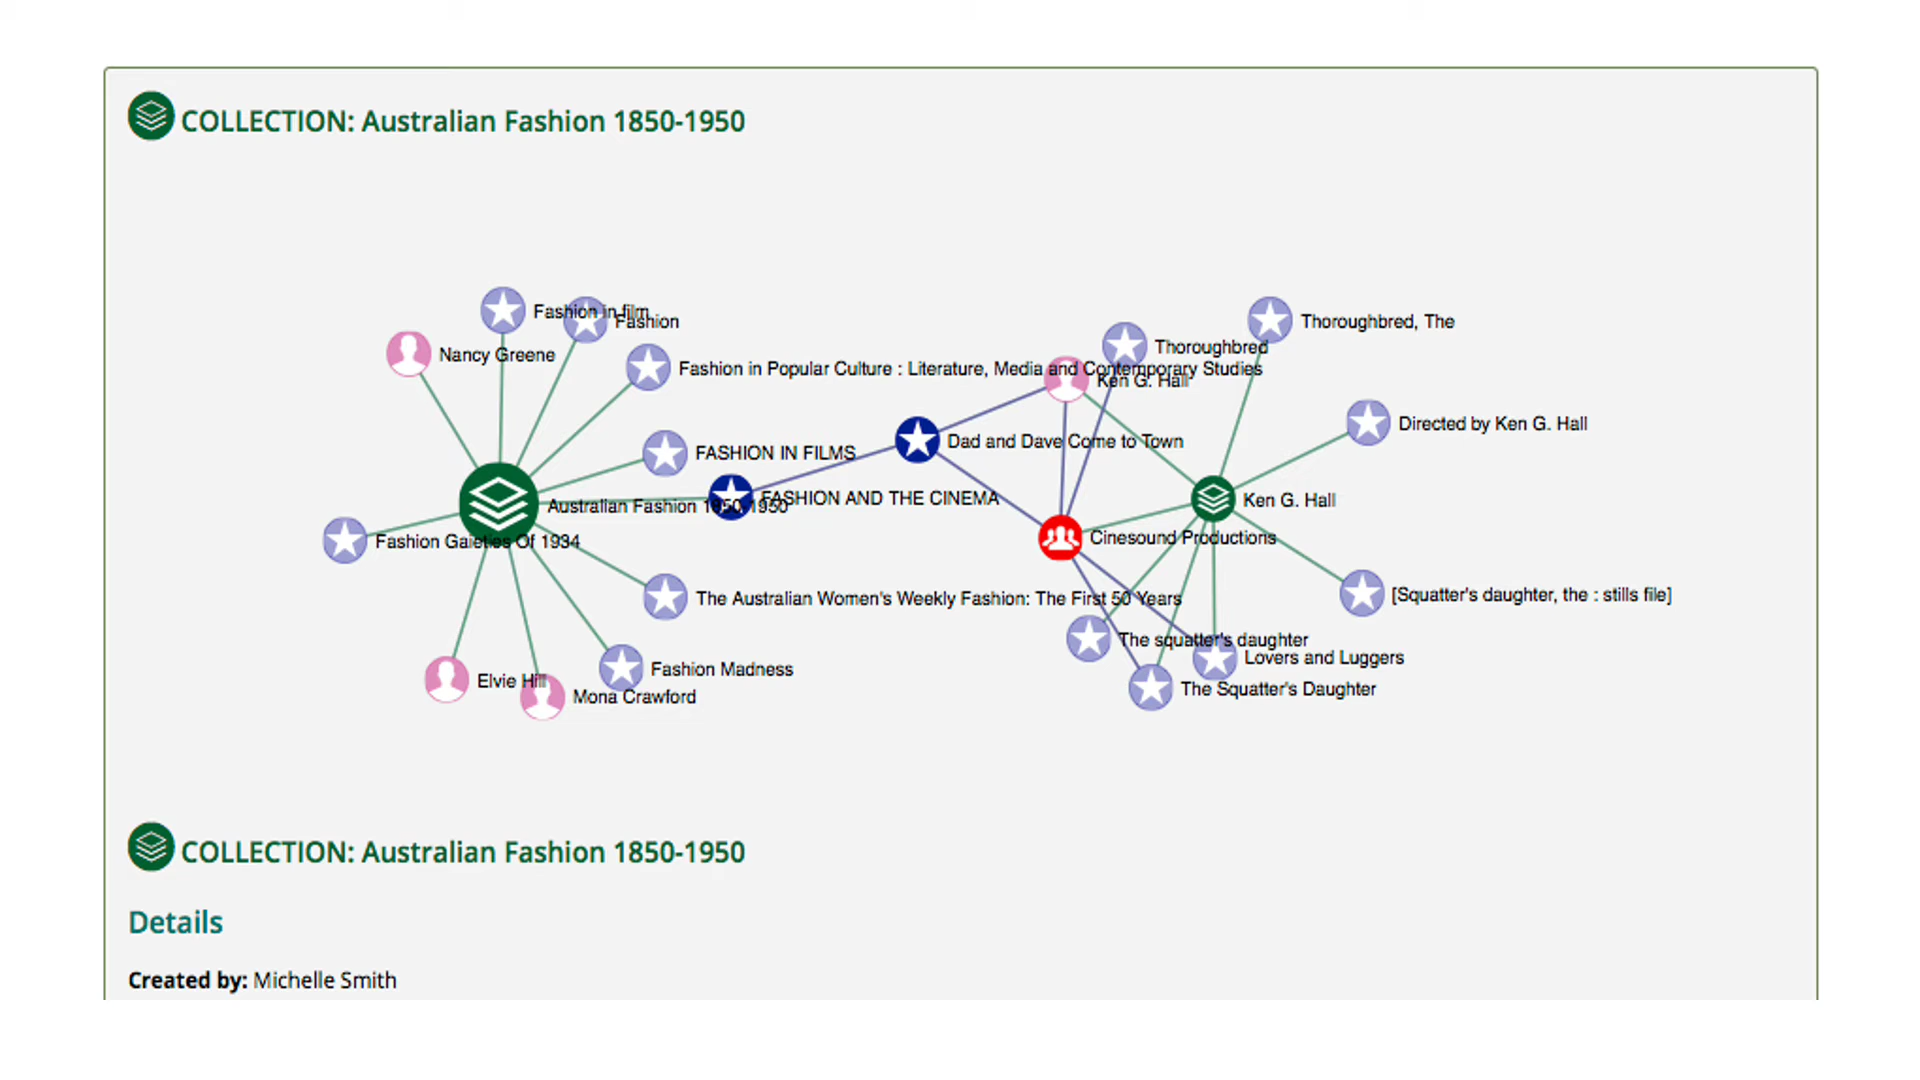 COLLECTION: Australian Fashion 1850-1950
Fashion in film
Fashion
Thoroughbred, The
Thoroughbred
Nancy Greene
Fashion in Popular Culture : Literature, Media and Contemporary Studies
Ken G. Hall
Directed by Ken G. Hall
Dad and Dave Come to Town
FASHION IN FILMS
FASHION AND THE CINEMA
Ken G. Hall
Australian Fashion 1850-1950
Cinesound Productions
Fashion Gaieties Of 1934
[Squatter's daughter, the : stills file]
The Australian Women's Weekly Fashion: The First 50 Years
The squatter's daughter
Lovers and Luggers
Fashion Madness
Elvie Hill
The Squatter's Daughter
Mona Crawford
COLLECTION: Australian Fashion 1850-1950
Details
Created by: Michelle Smith